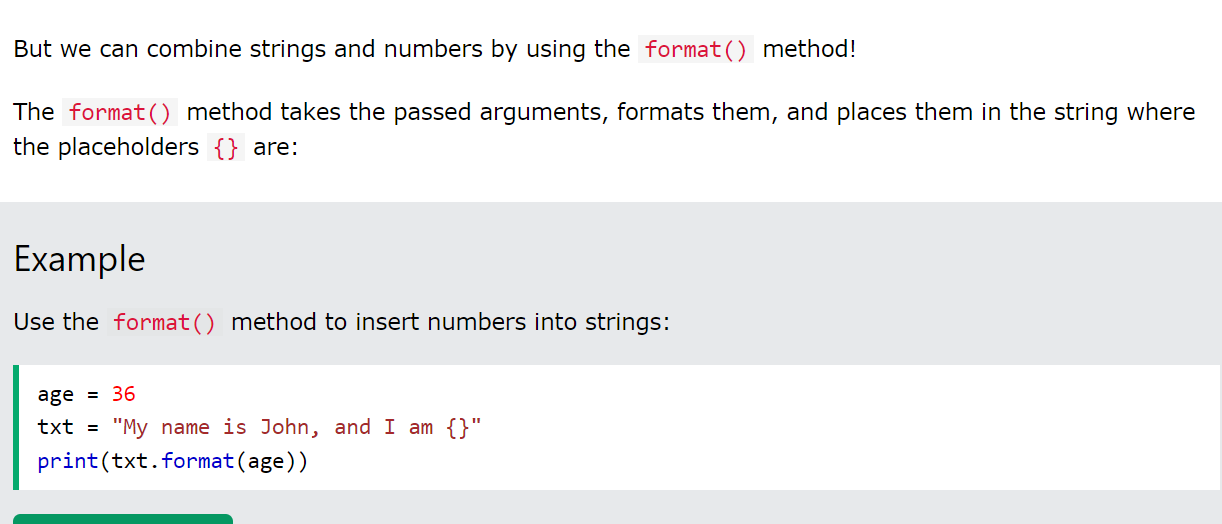 But we can combine strings and numbers by using the format() method!
The format() method takes the passed arguments, formats them, and places them in the string where
the placeholders {} are:
Example
Use the format() method to insert numbers into strings:
age = 36
txt = "My name is John, and I am {}"
print(txt.format(age))